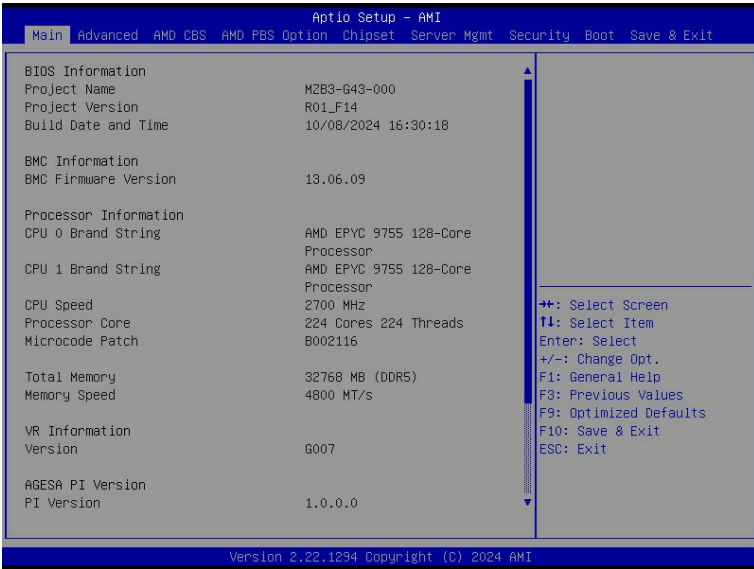 Aptio Setup - AMI
Main Advanced AMD CBS AMD PBS Option Chipset Server Mgmt Security Boot Save & Exit
BIOS Information
Project Name MZB3-G43-000
Project Version R01_F14
Build Date and Time 10/08/2024 16:30:18
BMC Information
BMC Firmware Version 13.06.09
Processor Information
CPU 0 Brand String AMD EPYC 9755 128-Core
Processor
CPU 1 Brand String AMD EPYC 9755 128-Core
Processor
CPU Speed 2700 MHz
Processor Core 224 Cores 224 Threads
Microcode Patch B002116
Total Memory 32768 MB (DDR5)
Memory Speed 4800 MT/s
VR Information
Version G007
AGESA PI Version
PI Version 1.0.0.0
→←: Select Screen
↑↓: Select Item
Enter: Select
+/-: Change Opt.
F1: General Help
F3: Previous Values
F9: Optimized Defaults
F10: Save & Exit
ESC: Exit
Version 2.22.1294 Copyright (C) 2024 AMI